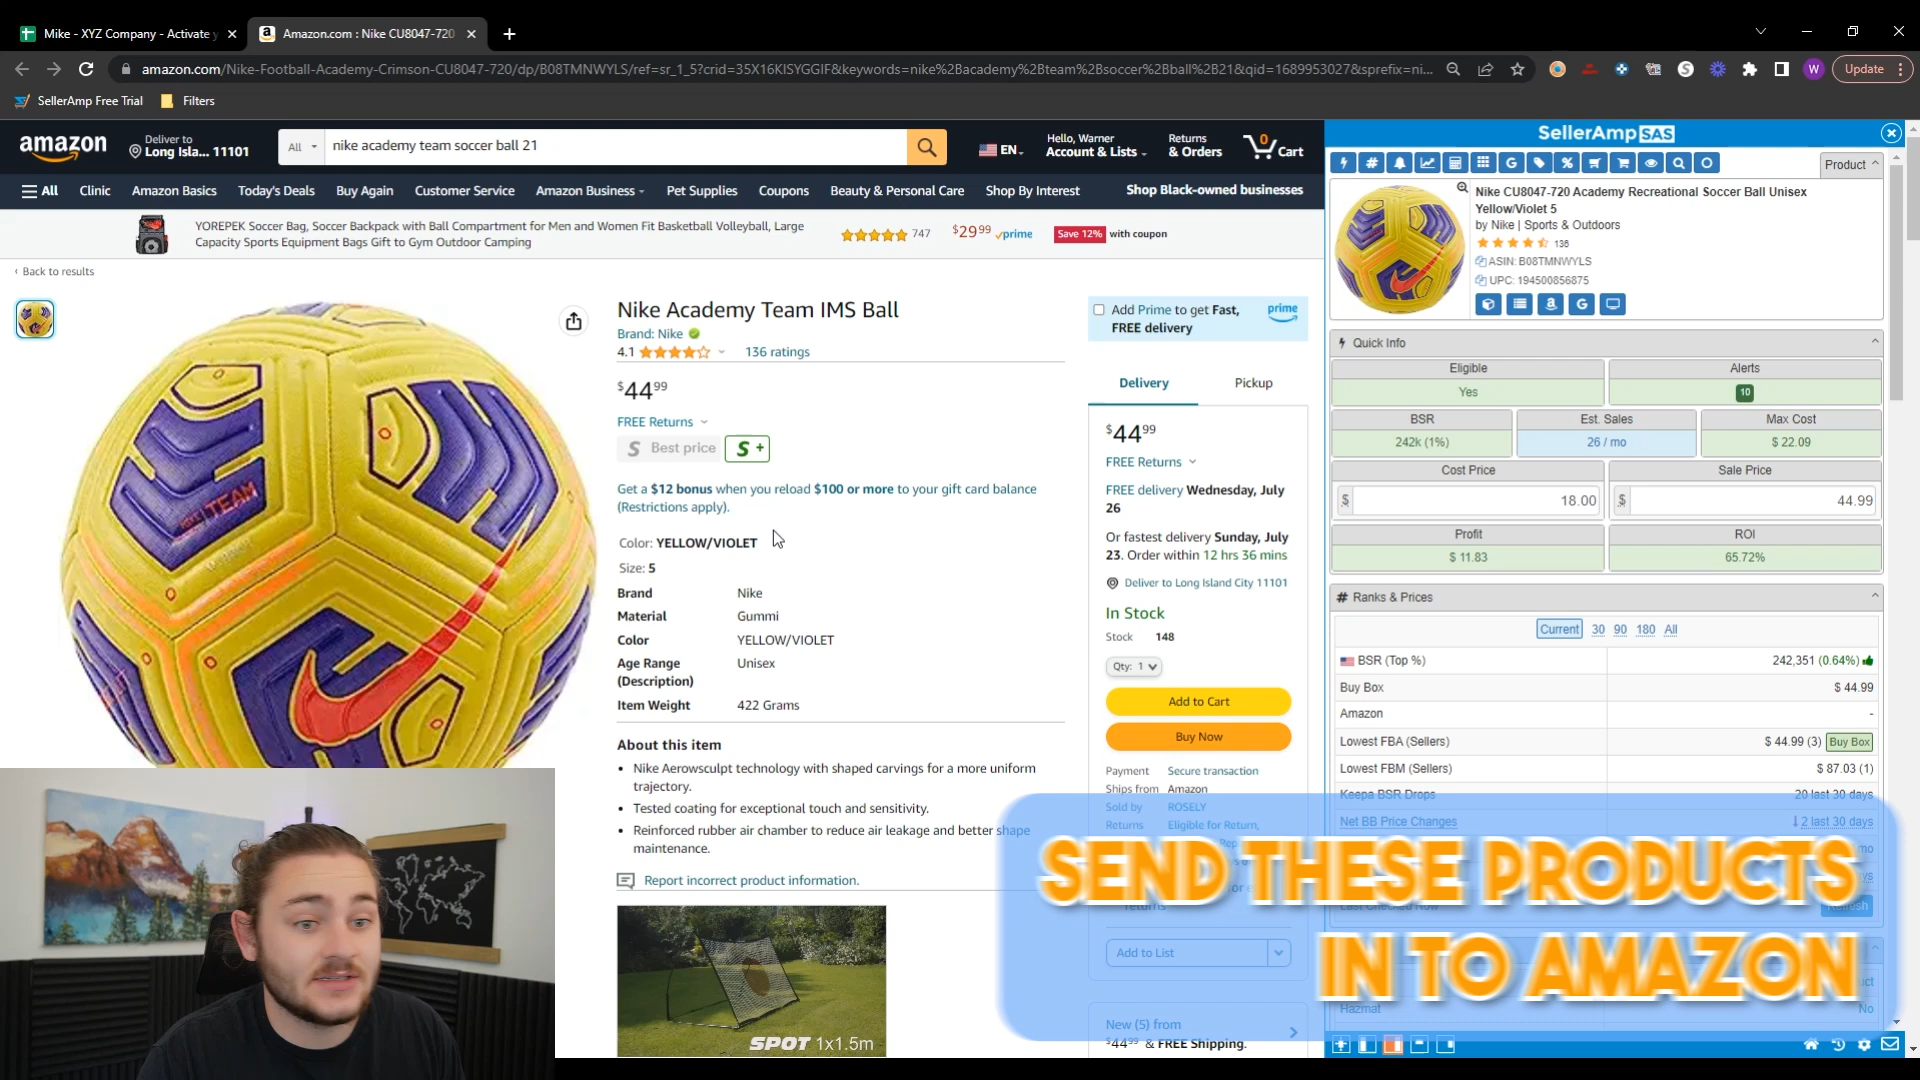 Mike - XYZ Company - Activate y
Amazon.com : Nike CU8047-720
amazon.com/Nike-Football-Academy-Crimson-CU8047-720/dp/B08TMNWYLS/ref=sr_1_5?crid=35X16KISYGGIF&keywords=nike%2Bacademy%2Bteam%2Bsoccer%2Bball%2B21&qid=1689953027&sprefix=ni...
W
Update
SellerAmp Free Trial
Filters
amazon
Deliver to
Long Isla... 11101
All
nike academy team soccer ball 21
EN
Hello, Warner
Account & Lists
Returns
& Orders
0
Cart
All
Clinic
Amazon Basics
Today's Deals
Buy Again
Customer Service
Amazon Business
Pet Supplies
Coupons
Beauty & Personal Care
Shop By Interest
Shop Black-owned businesses
YOREPEK Soccer Bag, Soccer Backpack with Ball Compartment for Men and Women Fit Basketball Volleyball, Large
Capacity Sports Equipment Bags Gift to Gym Outdoor Camping
747
$29 99 prime
Save 12% with coupon
‹ Back to results
TEAM
Nike Academy Team IMS Ball
Brand: Nike
4.1
136 ratings
$44 99
FREE Returns
S Best price
S +
Get a $12 bonus when you reload $100 or more to your gift card balance
(Restrictions apply).
Color: YELLOW/VIOLET
Size: 5
Brand Nike
Material Gummi
Color YELLOW/VIOLET
Age Range Unisex
(Description)
Item Weight 422 Grams
About this item
• Nike Aerowsculpt technology with shaped carvings for a more uniform
trajectory.
• Tested coating for exceptional touch and sensitivity.
• Reinforced rubber air chamber to reduce air leakage and better shape
maintenance.
Report incorrect product information.
SPOT 1x1.5m
Add Prime to get Fast,
FREE delivery
prime
Delivery
Pickup
$44 99
FREE Returns
FREE delivery Wednesday, July
26
Or fastest delivery Sunday, July
23. Order within 12 hrs 36 mins
Deliver to Long Island City 11101
In Stock
Stock 148
Qty: 1
Add to Cart
Buy Now
Payment Secure transaction
Ships from Amazon
Sold by ROSELY
Returns Eligible for Return,
Add to List
New (5) from
$44 99 & FREE Shipping.
SellerAmp SAS
Product
Nike CU8047-720 Academy Recreational Soccer Ball Unisex
Yellow/Violet 5
by Nike | Sports & Outdoors
136
ASIN: B08TMNWYLS
UPC: 194500856875
Quick Info
Eligible
Yes
Alerts
10
BSR
242k (1%)
Est. Sales
26 / mo
Max Cost
$ 22.09
Cost Price
$ 18.00
Sale Price
$ 44.99
Profit
$ 11.83
ROI
65.72%
# Ranks & Prices
Current 30 90 180 All
BSR (Top %) 242,351 (0.64%)
Buy Box $ 44.99
Amazon -
Lowest FBA (Sellers) $ 44.99 (3) Buy Box
Lowest FBM (Sellers) $ 87.03 (1)
Keepa BSR Drops 20 last 30 days
Net BB Price Changes 2 last 30 days
Refresh
Hazmat No
SEND THESE PRODUCTS
IN TO AMAZON